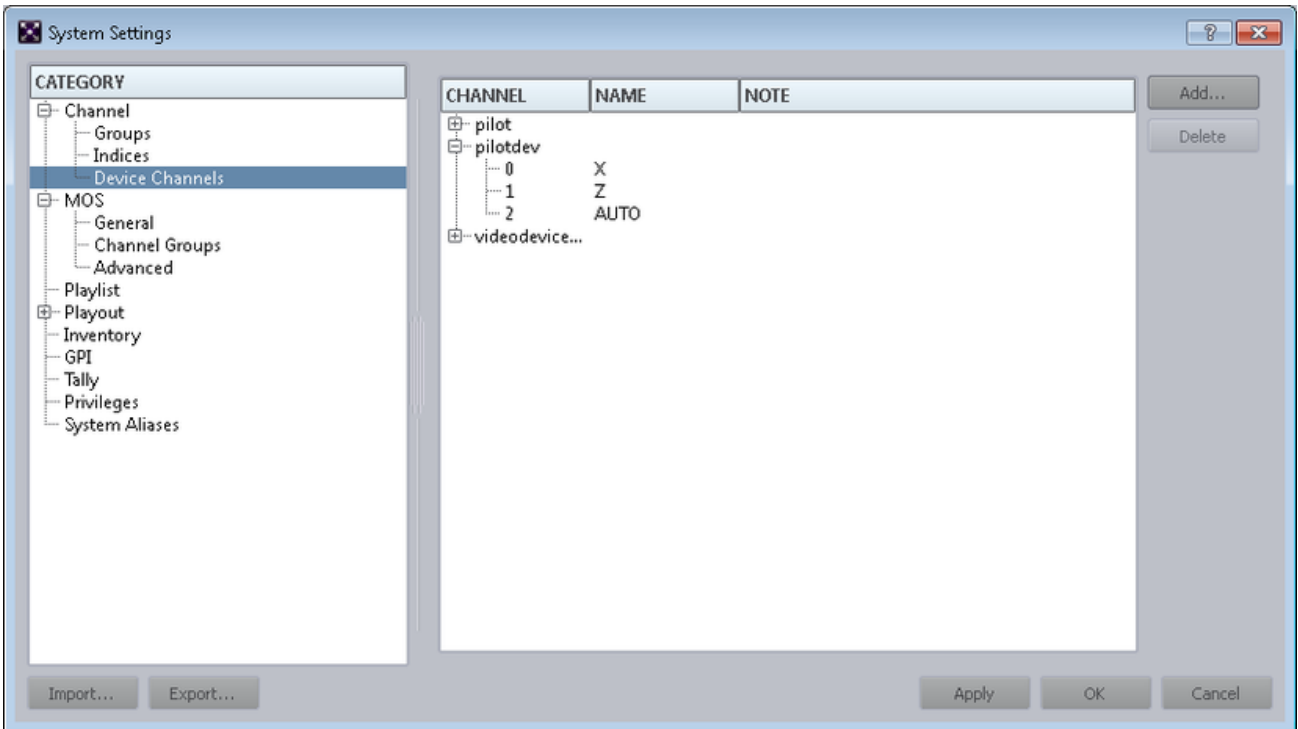 System Settings
CATEGORY
Channel
Groups
Indices
Device Channels
MOS
General
Channel Groups
Advanced
Playlist
Playout
Inventory
GPI
Tally
Privileges
System Aliases
CHANNEL NAME NOTE
pilot
pilotdev
0 X
1 Z
2 AUTO
videodevice...
Add...
Delete
Import... Export... Apply OK Cancel